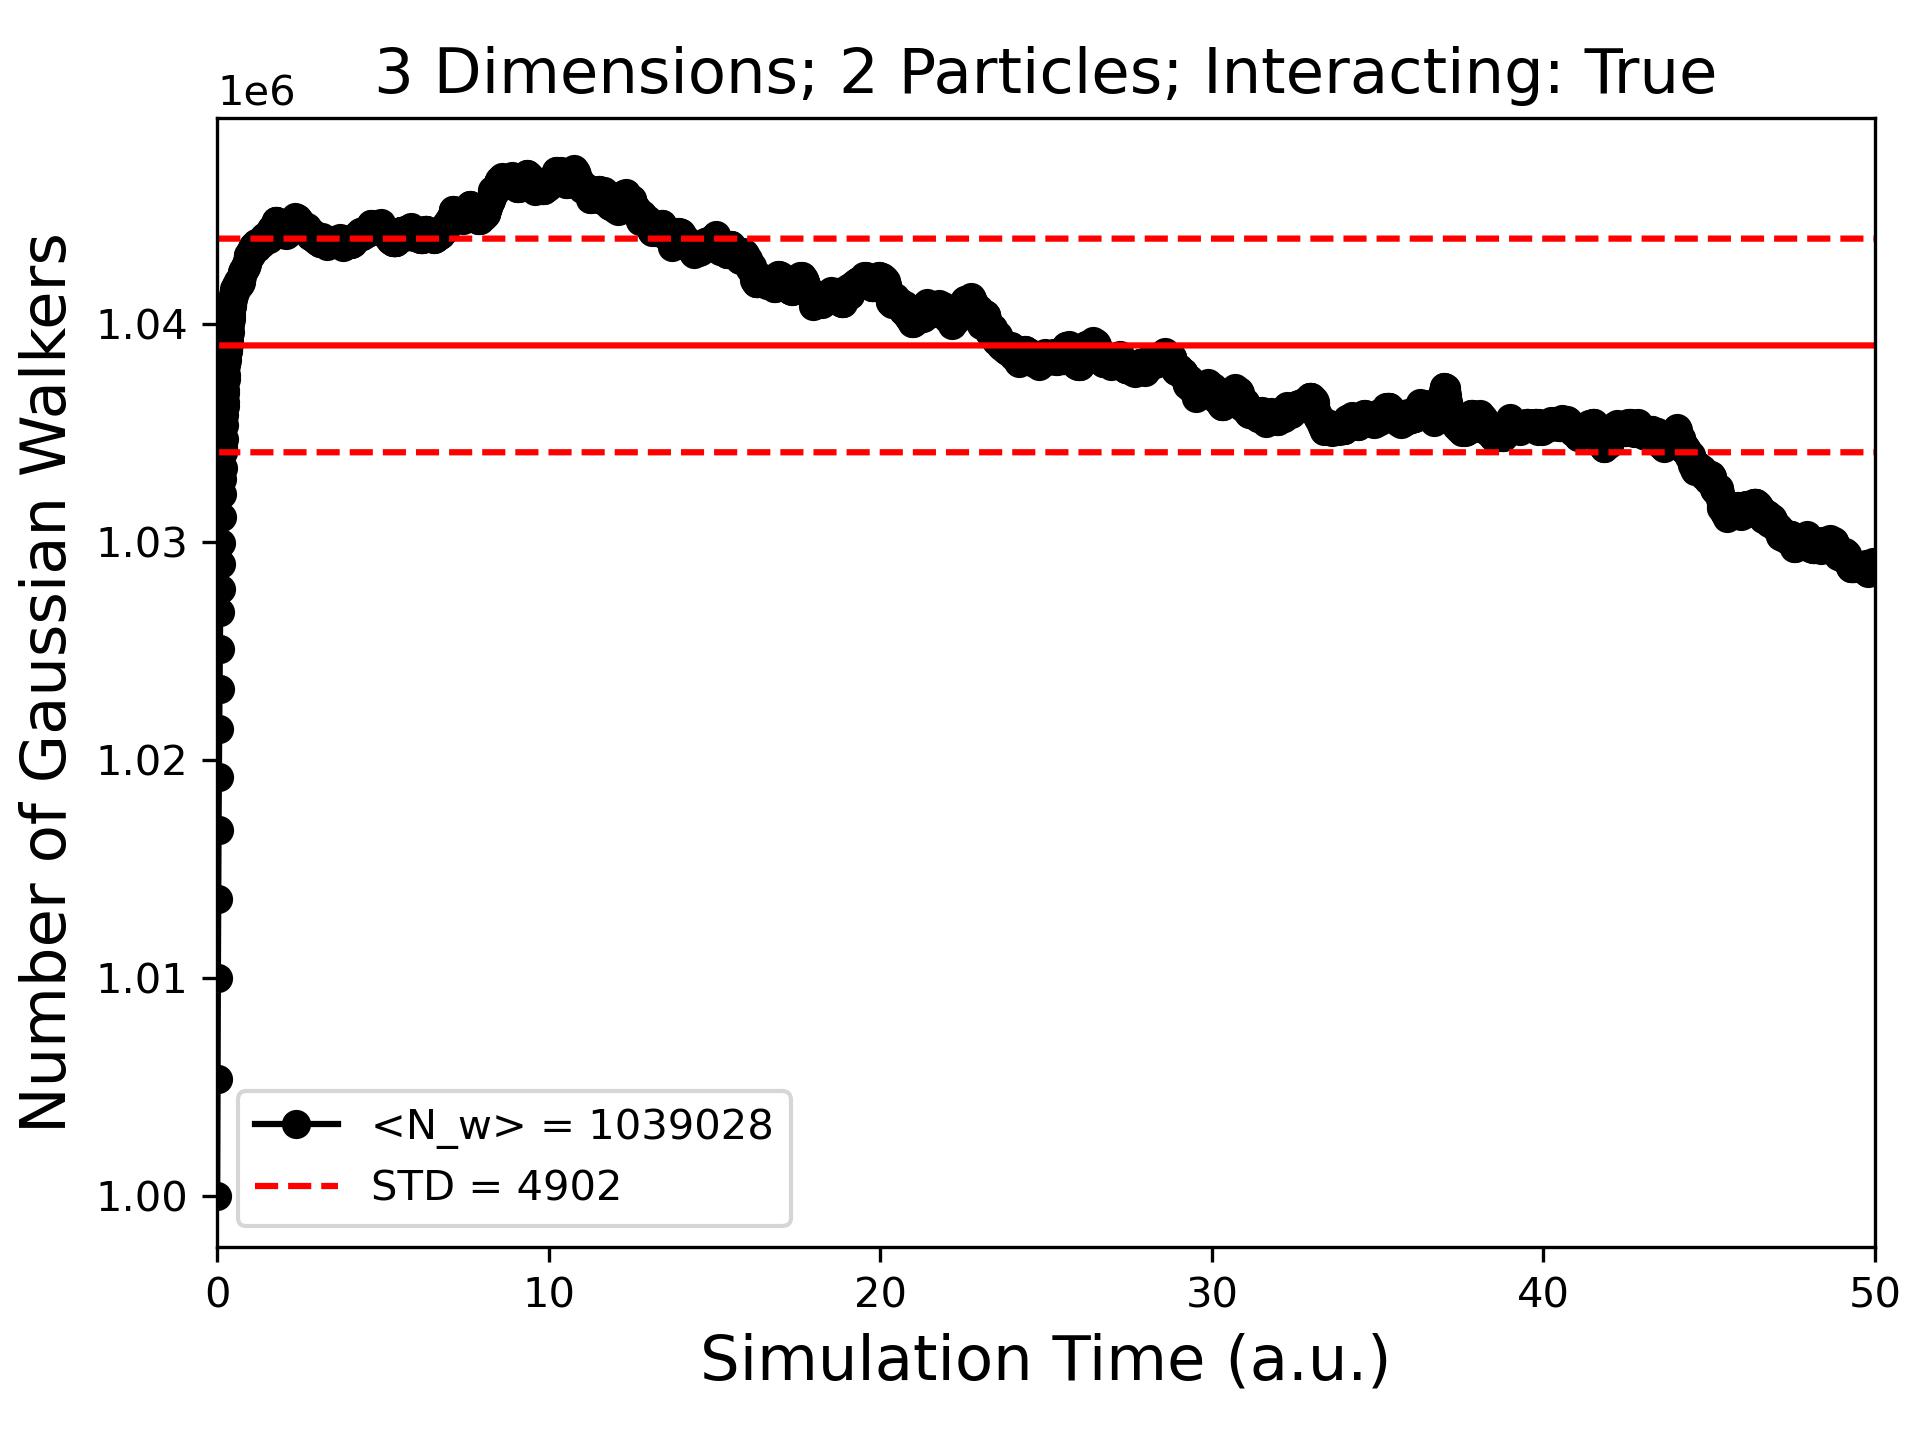 3 Dimensions; 2 Particles; Interacting: True
1e6
Number of Gaussian Walkers
1.04
1.03
1.02
1.01
1.00
<N_w> = 1039028
STD = 4902
0 10 20 30 40 50
Simulation Time (a.u.)